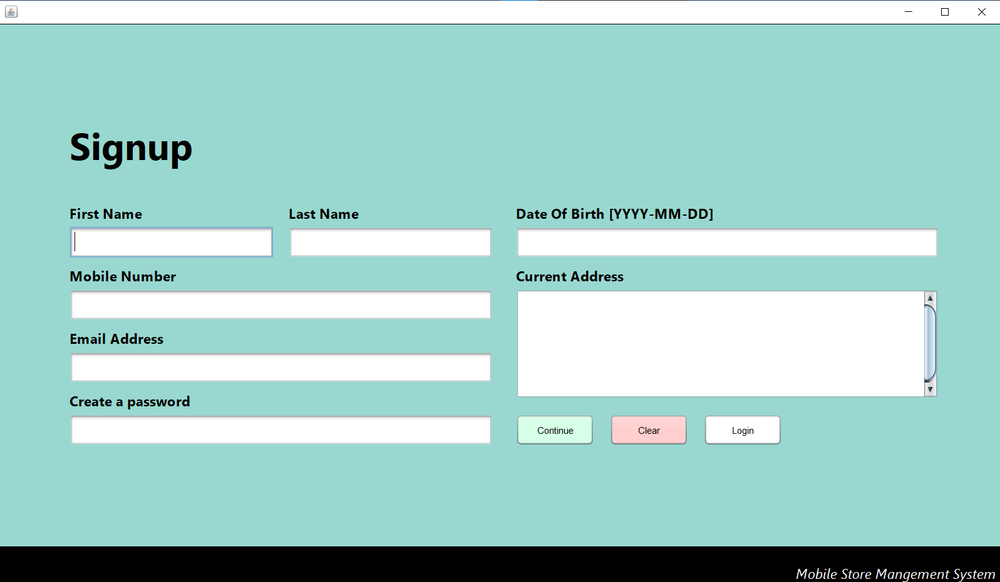 Signup
First Name
Last Name
Date Of Birth [YYYY-MM-DD]
Mobile Number
Current Address
Email Address
Create a password
Continue
Clear
Login
Mobile Store Mangement System